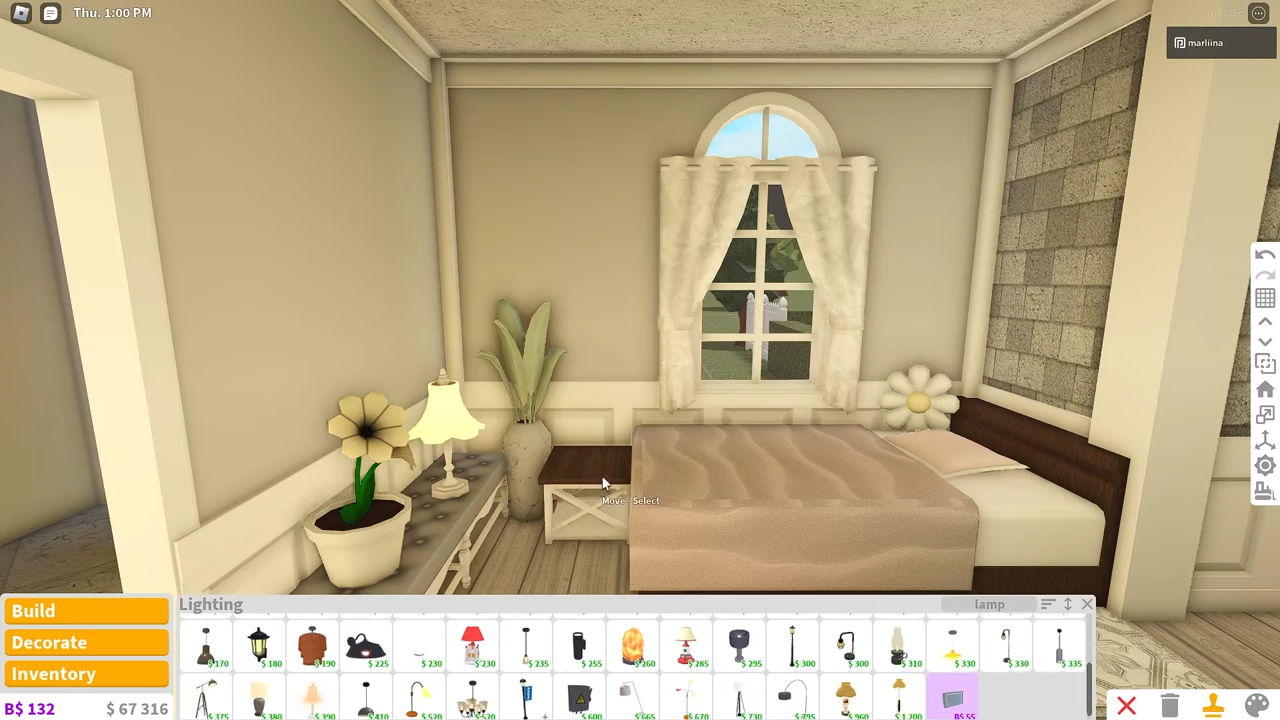 Thu. 1:00 PM
marliina
Move Select
Build
Decorate
Inventory
B$ 132
$ 67 316
Lighting
lamp
$ 170
$ 180
$ 190
$ 225
$ 230
$ 230
$ 235
$ 255
$ 260
$ 285
$ 295
$ 300
$ 300
$ 310
$ 330
$ 330
$ 335
$ 375
$ 380
$ 390
$ 410
$ 520
$ 520
$ 600
$ 665
$ 670
$ 730
$ 795
$ 960
$ 1 200
B$ 55